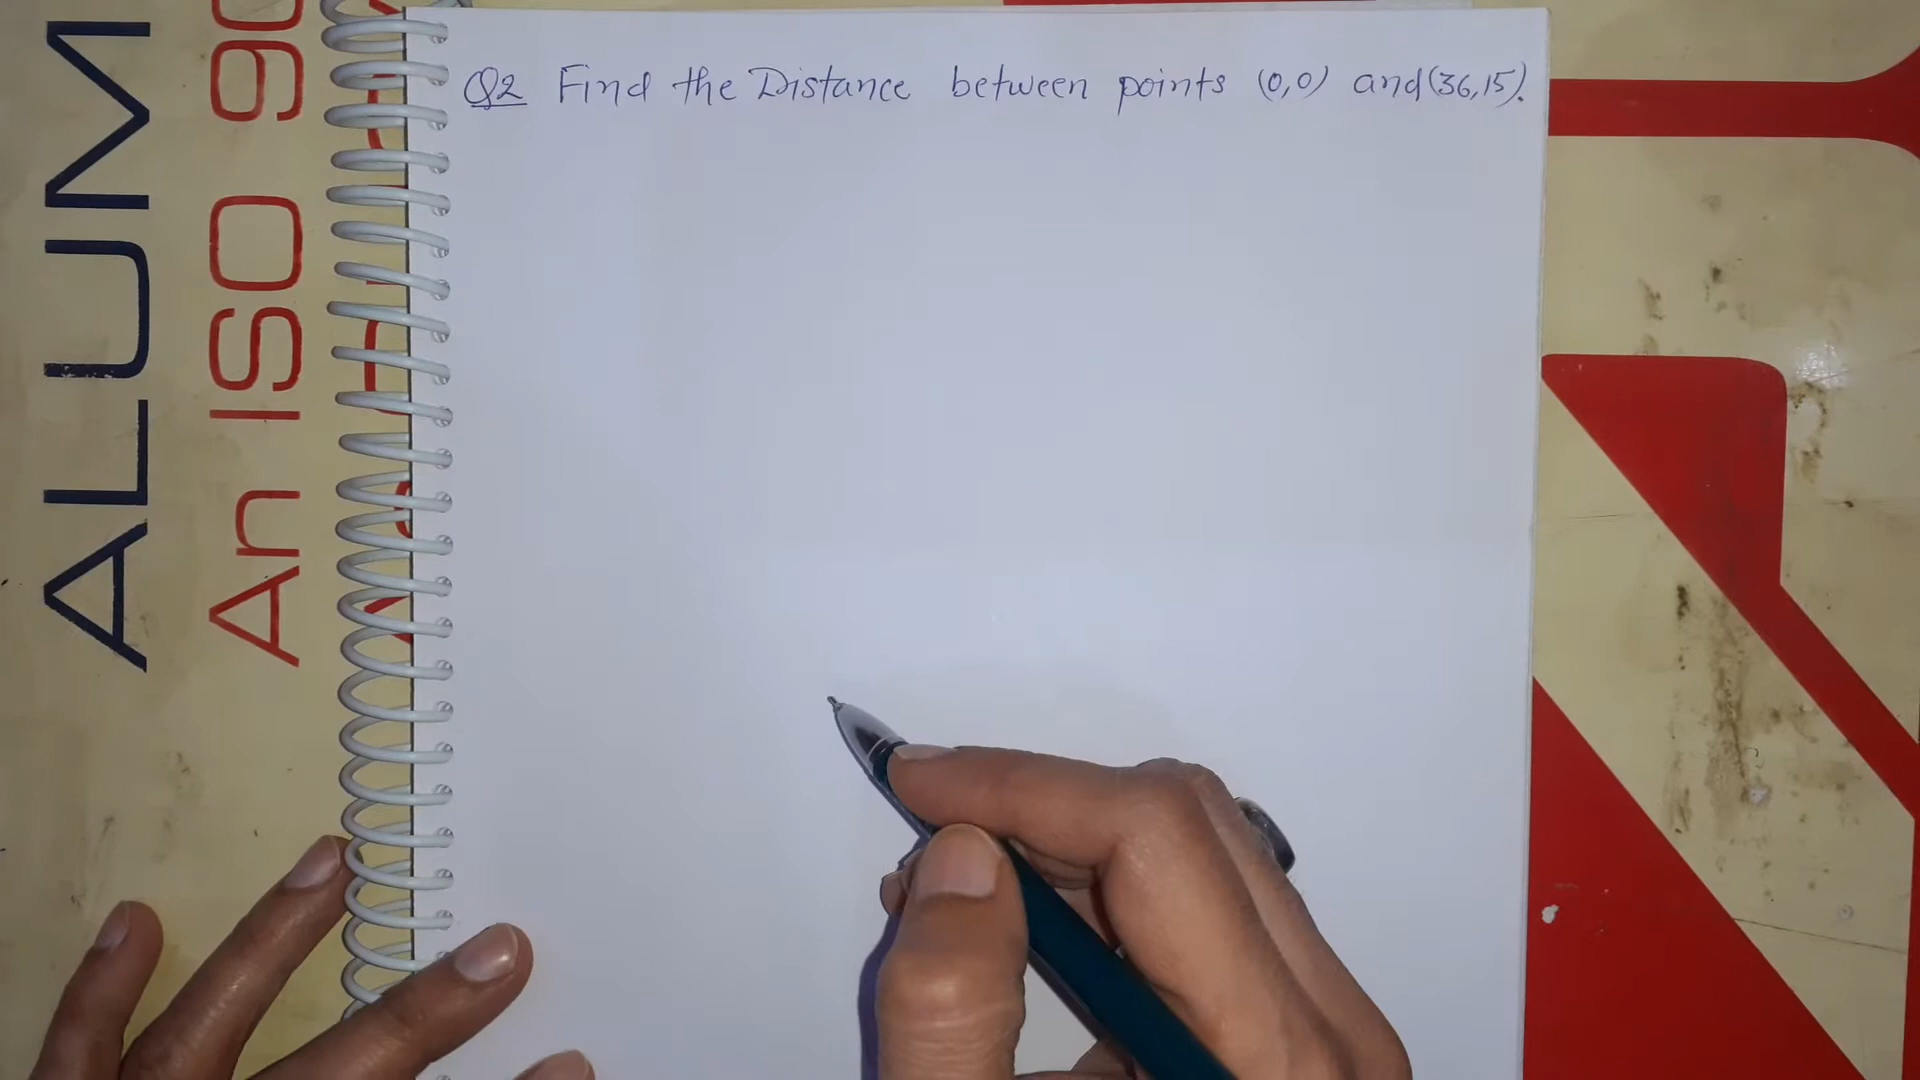 Q2 Find the Distance between points (0,0) and (36,15).
ALUM
An ISO 90